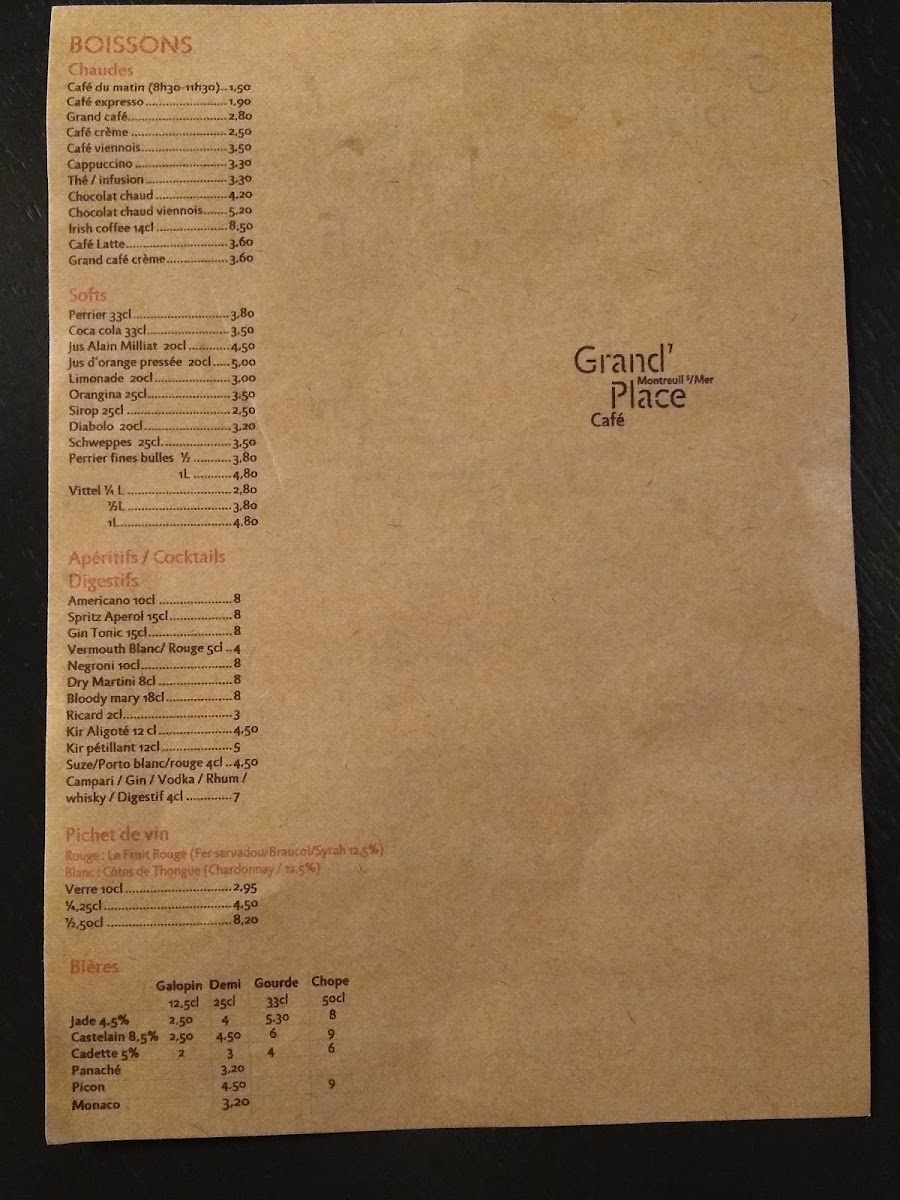 BOISSONS
Chaudes
Café du matin (8h30-11h30)...1,50
Café expresso........................1,90
Grand café.............................2,80
Café crème ............................2,50
Café viennois.........................3,50
Cappuccino ...........................3,30
Thé / infusion ........................3,30
Chocolat chaud .....................4,20
Chocolat chaud viennois.......5,20
Irish coffee 14cl .....................8,50
Café Latte..............................3,60
Grand café crème..................3,60
Softs
Perrier 33cl............................3,80
Coca cola 33cl........................3,50
Jus Alain Milliat 20cl ............4,50
Jus d'orange pressée 20cl.....5,00
Limonade 20cl......................3,00
Orangina 25cl........................3,50
Sirop 25cl ..............................2,50
Diabolo 20cl.........................3,20
Schweppes 25cl....................3,50
Perrier fines bulles ½ ...........3,80
1L ...........4,80
Vittel ¼ L ..............................2,80
½L ...............................3,80
1L................................4,80
Apéritifs / Cocktails
Digestifs
Americano 10cl .....................8
Spritz Aperol 15cl..................8
Gin Tonic 15cl........................8
Vermouth Blanc/ Rouge 5cl ..4
Negroni 10cl..........................8
Dry Martini 8cl .....................8
Bloody mary 18cl...................8
Ricard 2cl...............................3
Kir Aligoté 12 cl .....................4,50
Kir pétillant 12cl ....................5
Suze/Porto blanc/rouge 4cl ..4,50
Campari / Gin / Vodka / Rhum /
whisky / Digestif 4cl .............7
Pichet de vin
Rouge : Le Fruit Rouge (Fer servadou/Braucol/Syrah 12,5%)
Blanc : Côtes de Thongue (Chardonnay / 12,5%)
Verre 10cl ..............................2,95
¼,25cl .....................................4,50
½,50cl ....................................8,20
Bières
Galopin Demi Gourde Chope
12,5cl 25cl 33cl 50cl
Jade 4,5% 2,50 4 5,30 8
Castelain 8,5% 2,50 4,50 6 9
Cadette 5% 2 3 4 6
Panaché 3,20
Picon 4,50 9
Monaco 3,20
Grand'
Montreuil s/Mer
Place
Café